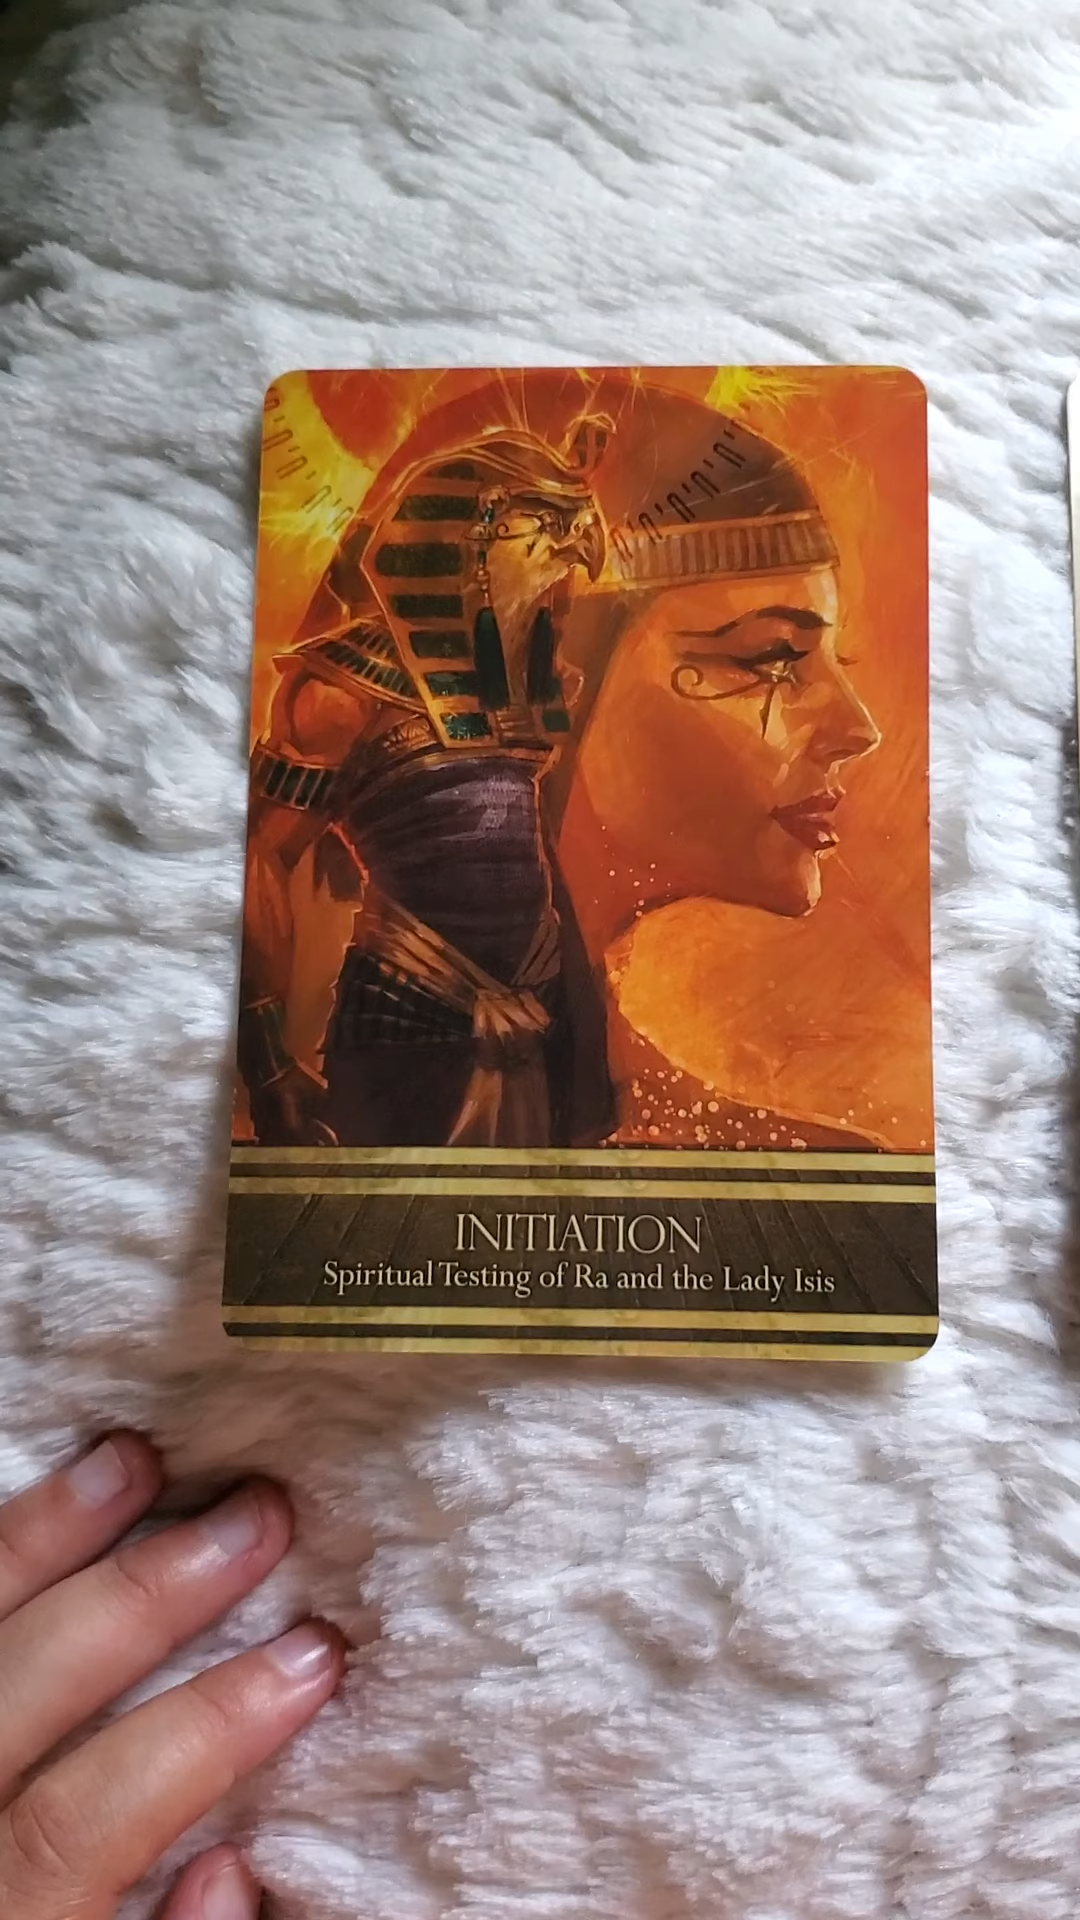 INITIATION
Spiritual Testing of Ra and the Lady Isis